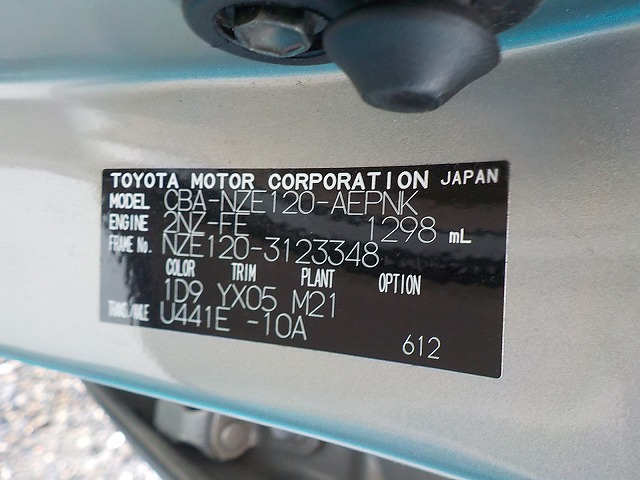 TOYOTA MOTOR CORPORATION JAPAN
MODEL CBA-NZE120-AEPNK
ENGINE 2NZ-FE 1298 mL
FRAME No. NZE120-3123348
COLOR TRIM PLANT OPTION
1D9 YX05 M21
TRANS/AXLE U441E -10A
612